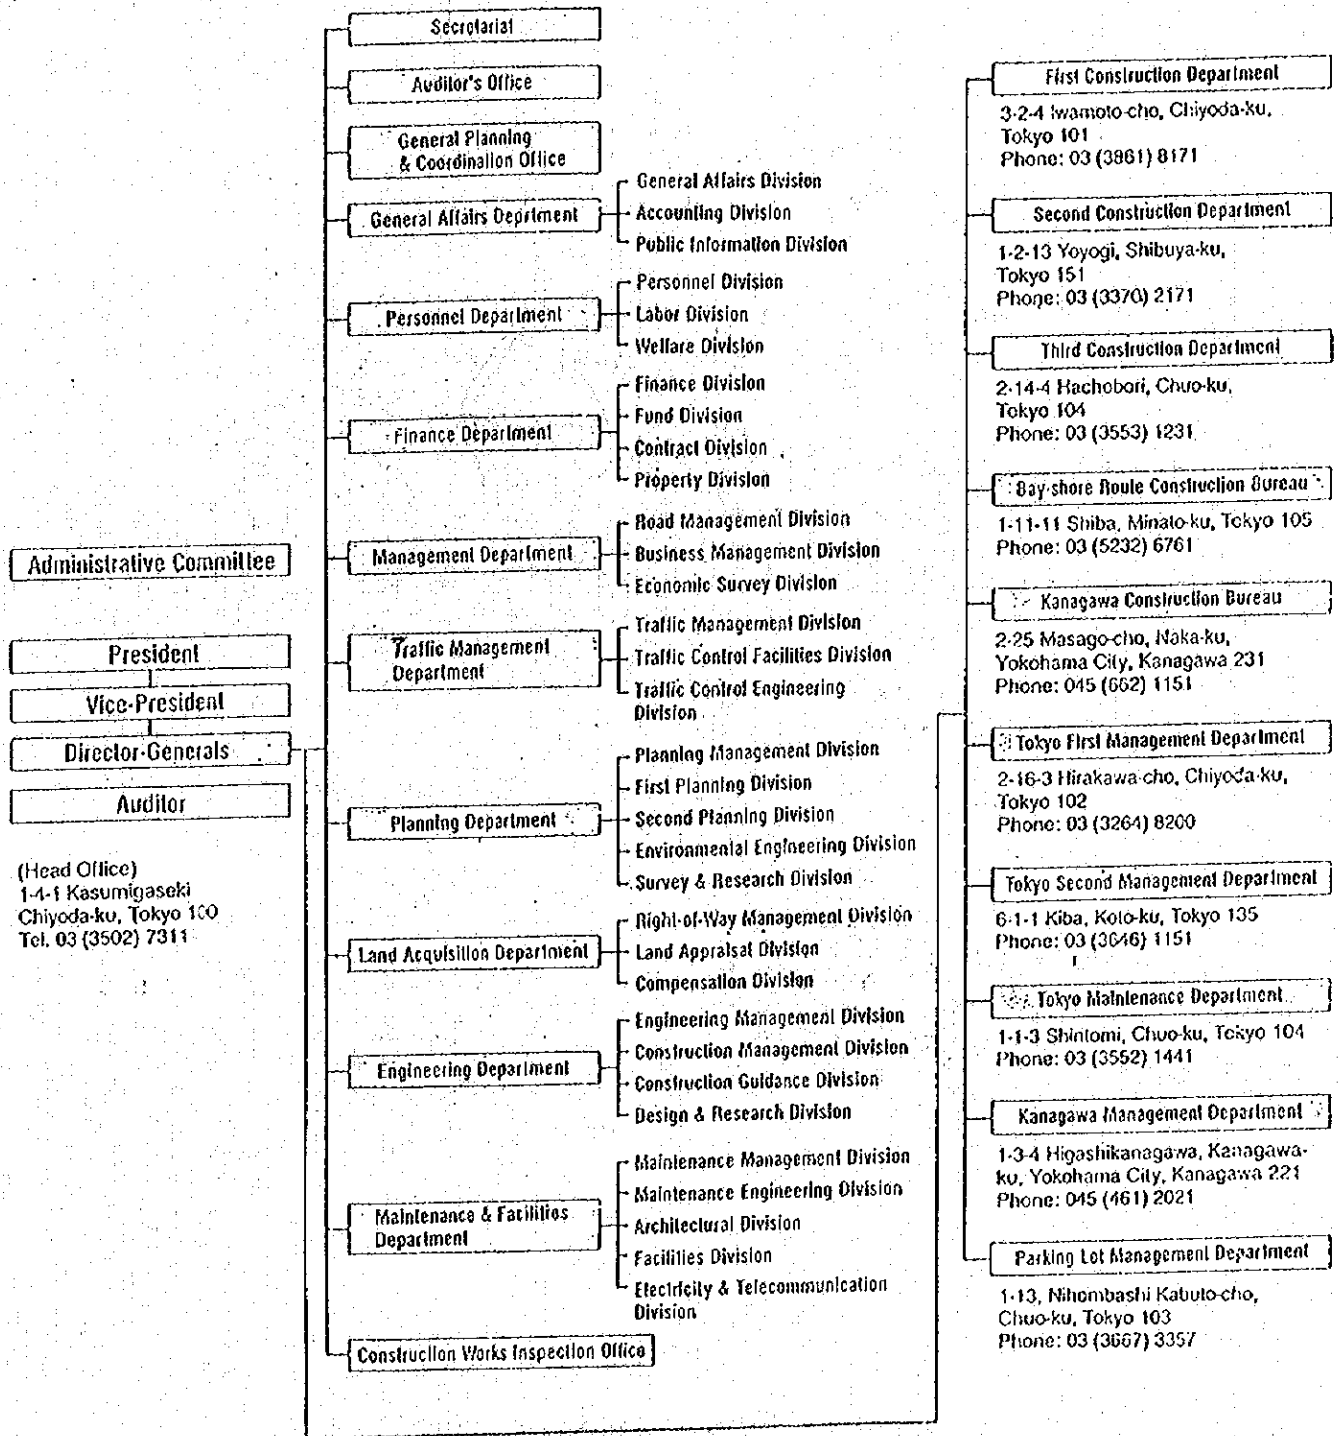 Administrative Committee
President
Vice-President
Director-Generals
Auditor
(Head Office)
1-4-1 Kasumigaseki
Chiyoda-ku, Tokyo 100
Tel. 03 (3502) 7311
Secretariat
Auditor's Office
General Planning
& Coordination Office
General Affairs Deprtment
General Affairs Division
Accounting Division
Public Information Division
Personnel Department
Personnel Division
Labor Division
Welfare Division
Finance Department
Finance Division
Fund Division
Contract Division
Property Division
Management Department
Road Management Division
Business Management Division
Economic Survey Division
Traffic Management
Department
Traffic Management Division
Traffic Control Facilities Division
Traffic Control Engineering
Division
Planning Department
Planning Management Division
First Planning Division
Second Planning Division
Environmental Engineering Division
Survey & Research Division
Land Acquisition Department
Right-of-Way Management Division
Land Appraisal Division
Compensation Division
Engineering Department
Engineering Management Division
Construction Management Division
Construction Guidance Division
Design & Research Division
Maintenance & Facilities
Department
Maintenance Management Division
Maintenance Engineering Division
Architectural Division
Facilities Division
Electricity & Telecommunication
Division
Construction Works Inspection Office
First Construction Department
3-2-4 Iwamoto-cho, Chiyoda-ku,
Tokyo 101
Phone: 03 (3861) 8171
Second Construction Department
1-2-13 Yoyogi, Shibuya-ku,
Tokyo 151
Phone: 03 (3370) 2171
Third Construction Department
2-14-4 Hachobori, Chuo-ku,
Tokyo 104
Phone: 03 (3553) 1231
Bay-shore Route Construction Bureau
1-11-11 Shiba, Minato-ku, Tokyo 105
Phone: 03 (5232) 6761
Kanagawa Construction Bureau
2-25 Masago-cho, Naka-ku,
Yokohama City, Kanagawa 231
Phone: 045 (662) 1151
Tokyo First Management Department
2-16-3 Hirakawa-cho, Chiyoda-ku,
Tokyo 102
Phone: 03 (3264) 8200
Tokyo Second Management Department
6-1-1 Kiba, Koto-ku, Tokyo 135
Phone: 03 (3646) 1151
Tokyo Maintenance Department
1-1-3 Shintomi, Chuo-ku, Tokyo 104
Phone: 03 (3552) 1441
Kanagawa Management Department
1-3-4 Higashikanagawa, Kanagawa-
ku, Yokohama City, Kanagawa 221
Phone: 045 (461) 2021
Parking Lot Management Department
1-13, Nihombashi Kabuto-cho,
Chuo-ku, Tokyo 103
Phone: 03 (3667) 3357